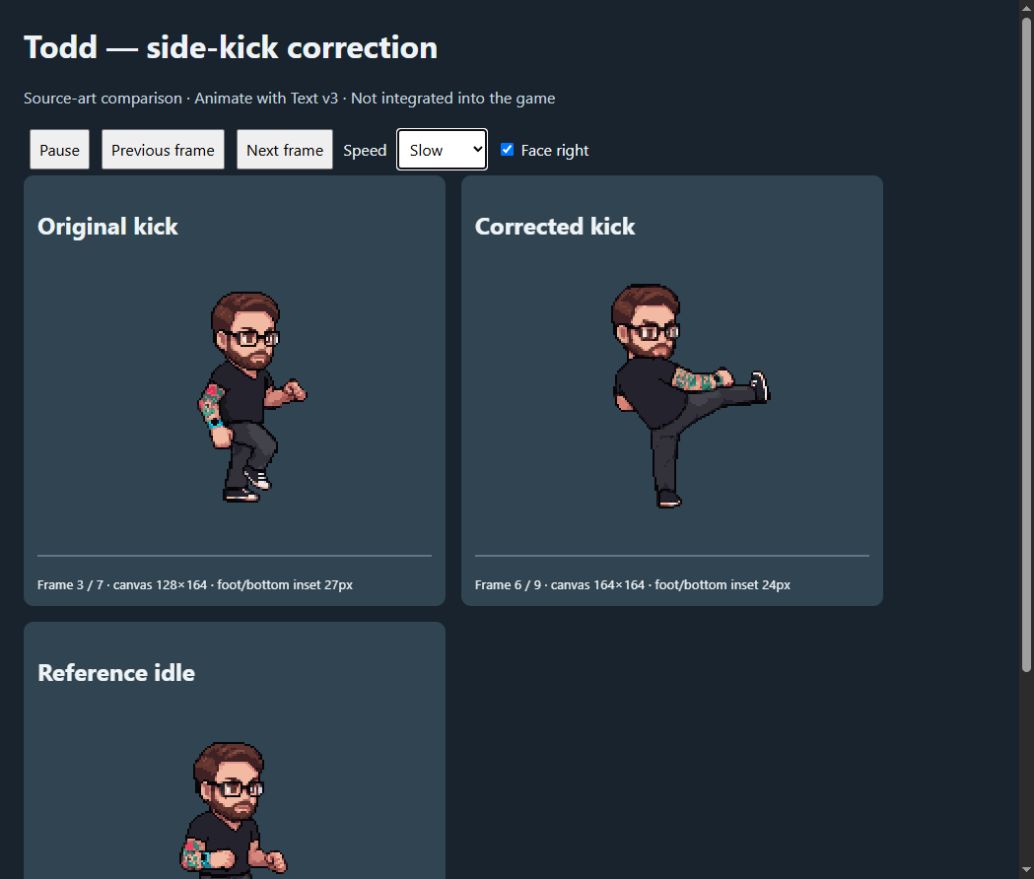 Todd — side-kick correction
Source-art comparison · Animate with Text v3 · Not integrated into the game
Pause Previous frame Next frame Speed Slow Face right
Original kick
Corrected kick
Frame 3 / 7 · canvas 128×164 · foot/bottom inset 27px
Frame 6 / 9 · canvas 164×164 · foot/bottom inset 24px
Reference idle